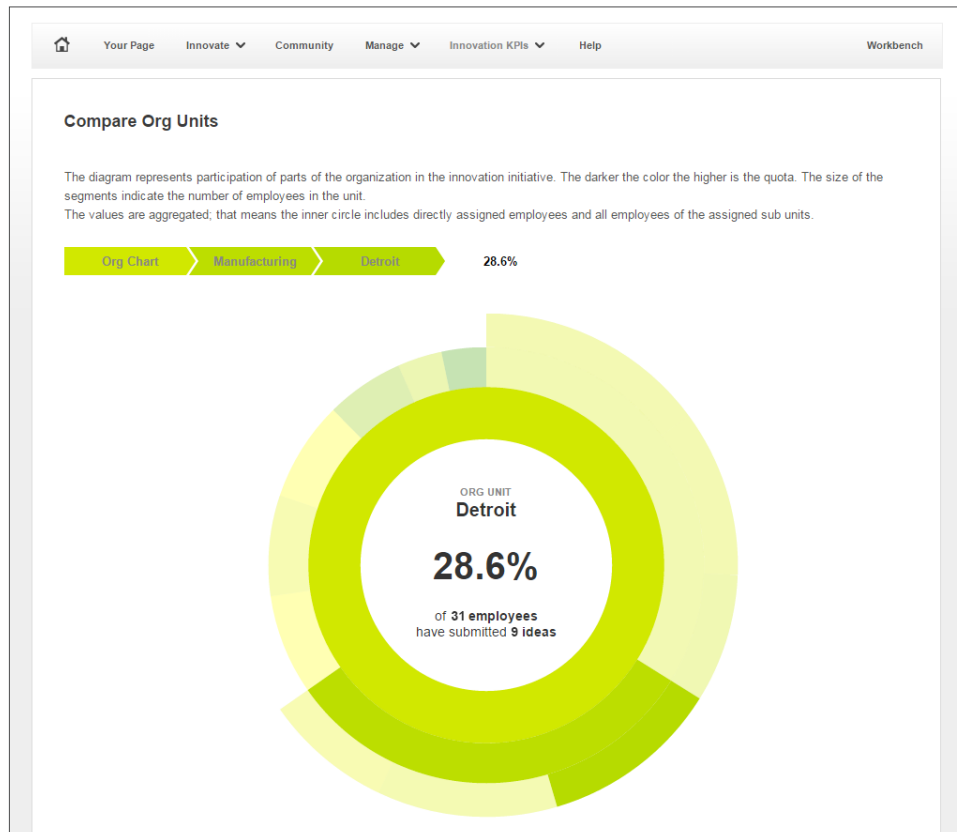 Your Page Innovate Community Manage Innovation KPIs Help Workbench
Compare Org Units
The diagram represents participation of parts of the organization in the innovation initiative. The darker the color the higher is the quota. The size of the
segments indicate the number of employees in the unit.
The values are aggregated; that means the inner circle includes directly assigned employees and all employees of the assigned sub units.
Org Chart Manufacturing Detroit 28.6%
ORG UNIT
Detroit
28.6%
of 31 employees
have submitted 9 ideas